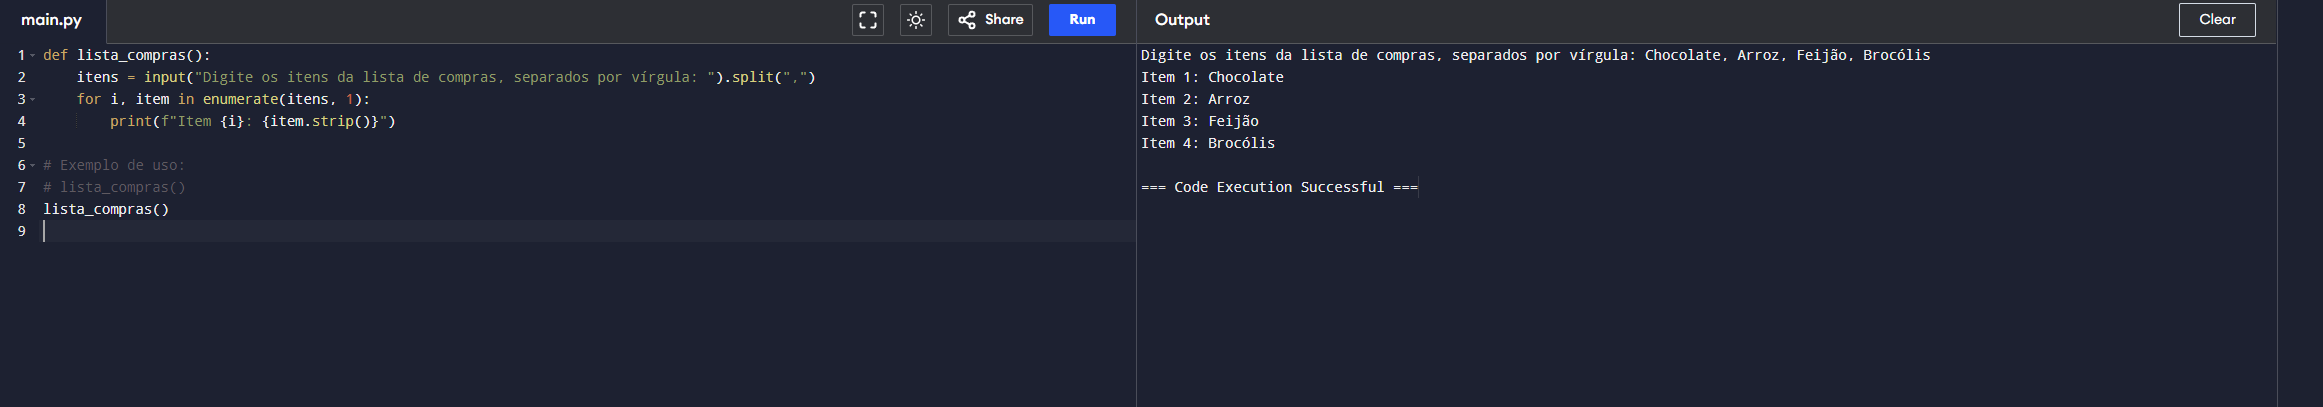 main.py
Share
Run
Output
Clear
1 def lista_compras():
2     itens = input("Digite os itens da lista de compras, separados por vírgula: ").split(",")
3     for i, item in enumerate(itens, 1):
4         print(f"Item {i}: {item.strip()}")
5
6 # Exemplo de uso:
7 # lista_compras()
8 lista_compras()
9
Digite os itens da lista de compras, separados por vírgula: Chocolate, Arroz, Feijão, Brocólis
Item 1: Chocolate
Item 2: Arroz
Item 3: Feijão
Item 4: Brocólis
=== Code Execution Successful ===